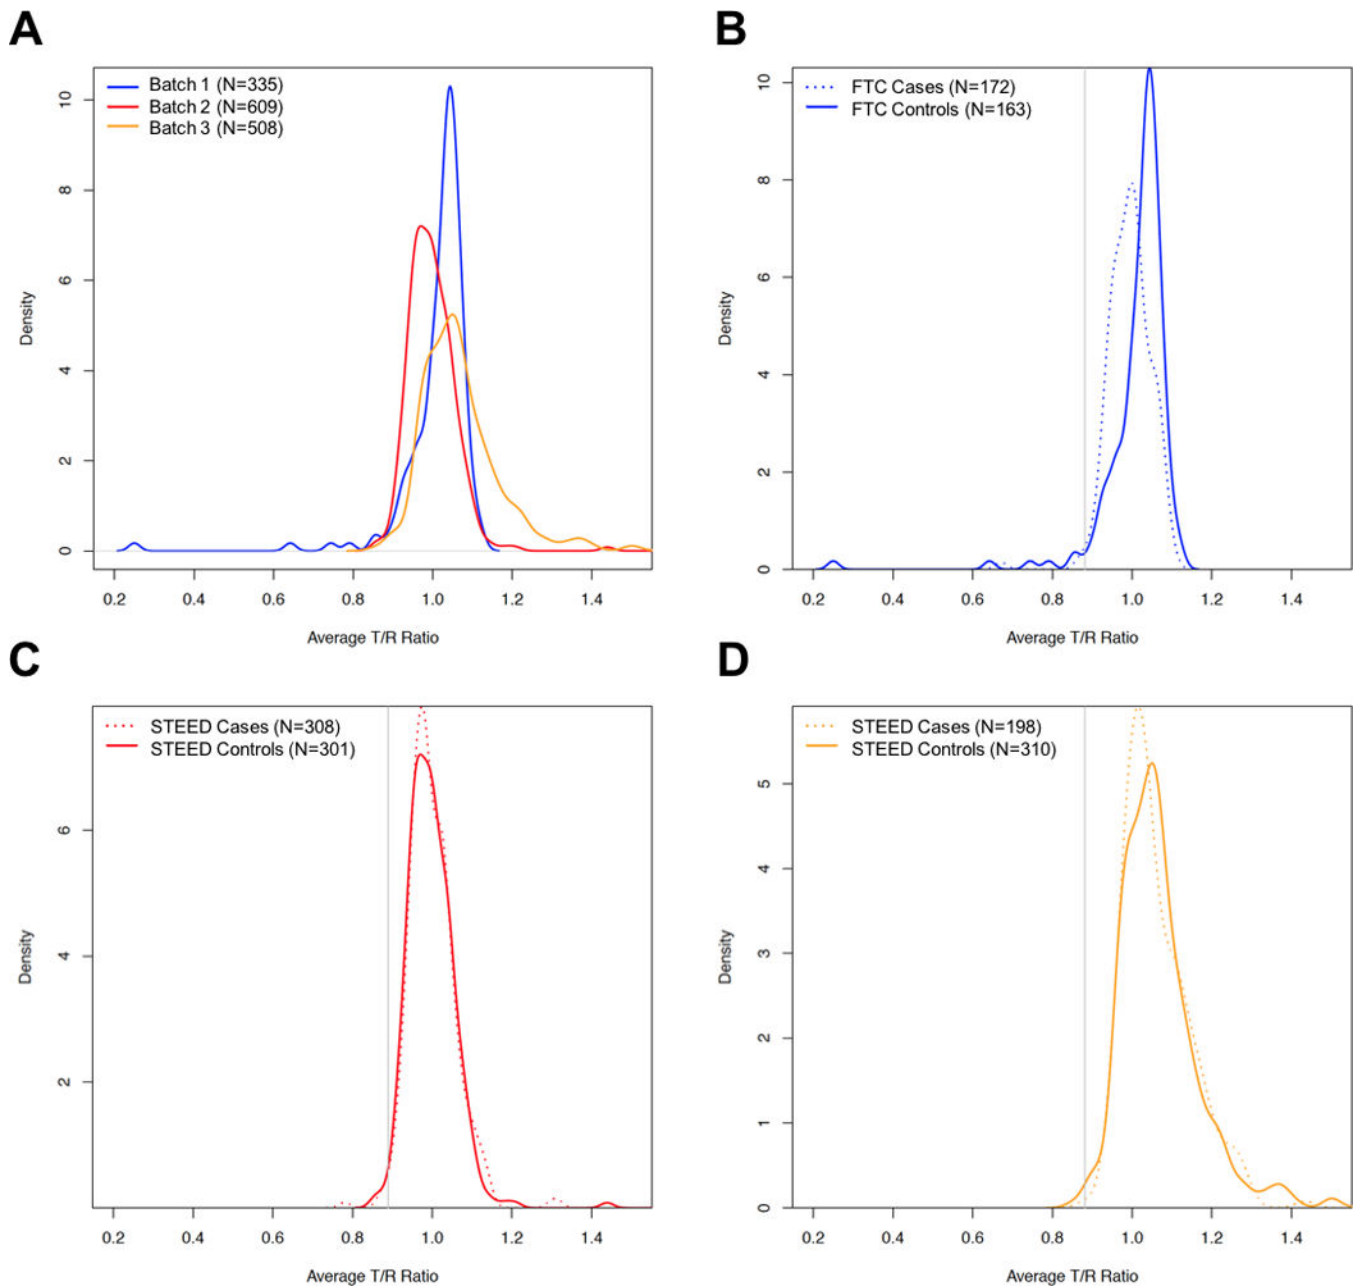 A
Batch 1 (N=335)
Batch 2 (N=609)
Batch 3 (N=508)
Density
0 2 4 6 8 10
0.2 0.4 0.6 0.8 1.0 1.2 1.4
Average T/R Ratio
B
FTC Cases (N=172)
FTC Controls (N=163)
Density
0 2 4 6 8 10
0.2 0.4 0.6 0.8 1.0 1.2 1.4
Average T/R Ratio
C
STEED Cases (N=308)
STEED Controls (N=301)
Density
2 4 6
0.2 0.4 0.6 0.8 1.0 1.2 1.4
Average T/R Ratio
D
STEED Cases (N=198)
STEED Controls (N=310)
Density
0 1 2 3 4 5
0.2 0.4 0.6 0.8 1.0 1.2 1.4
Average T/R Ratio